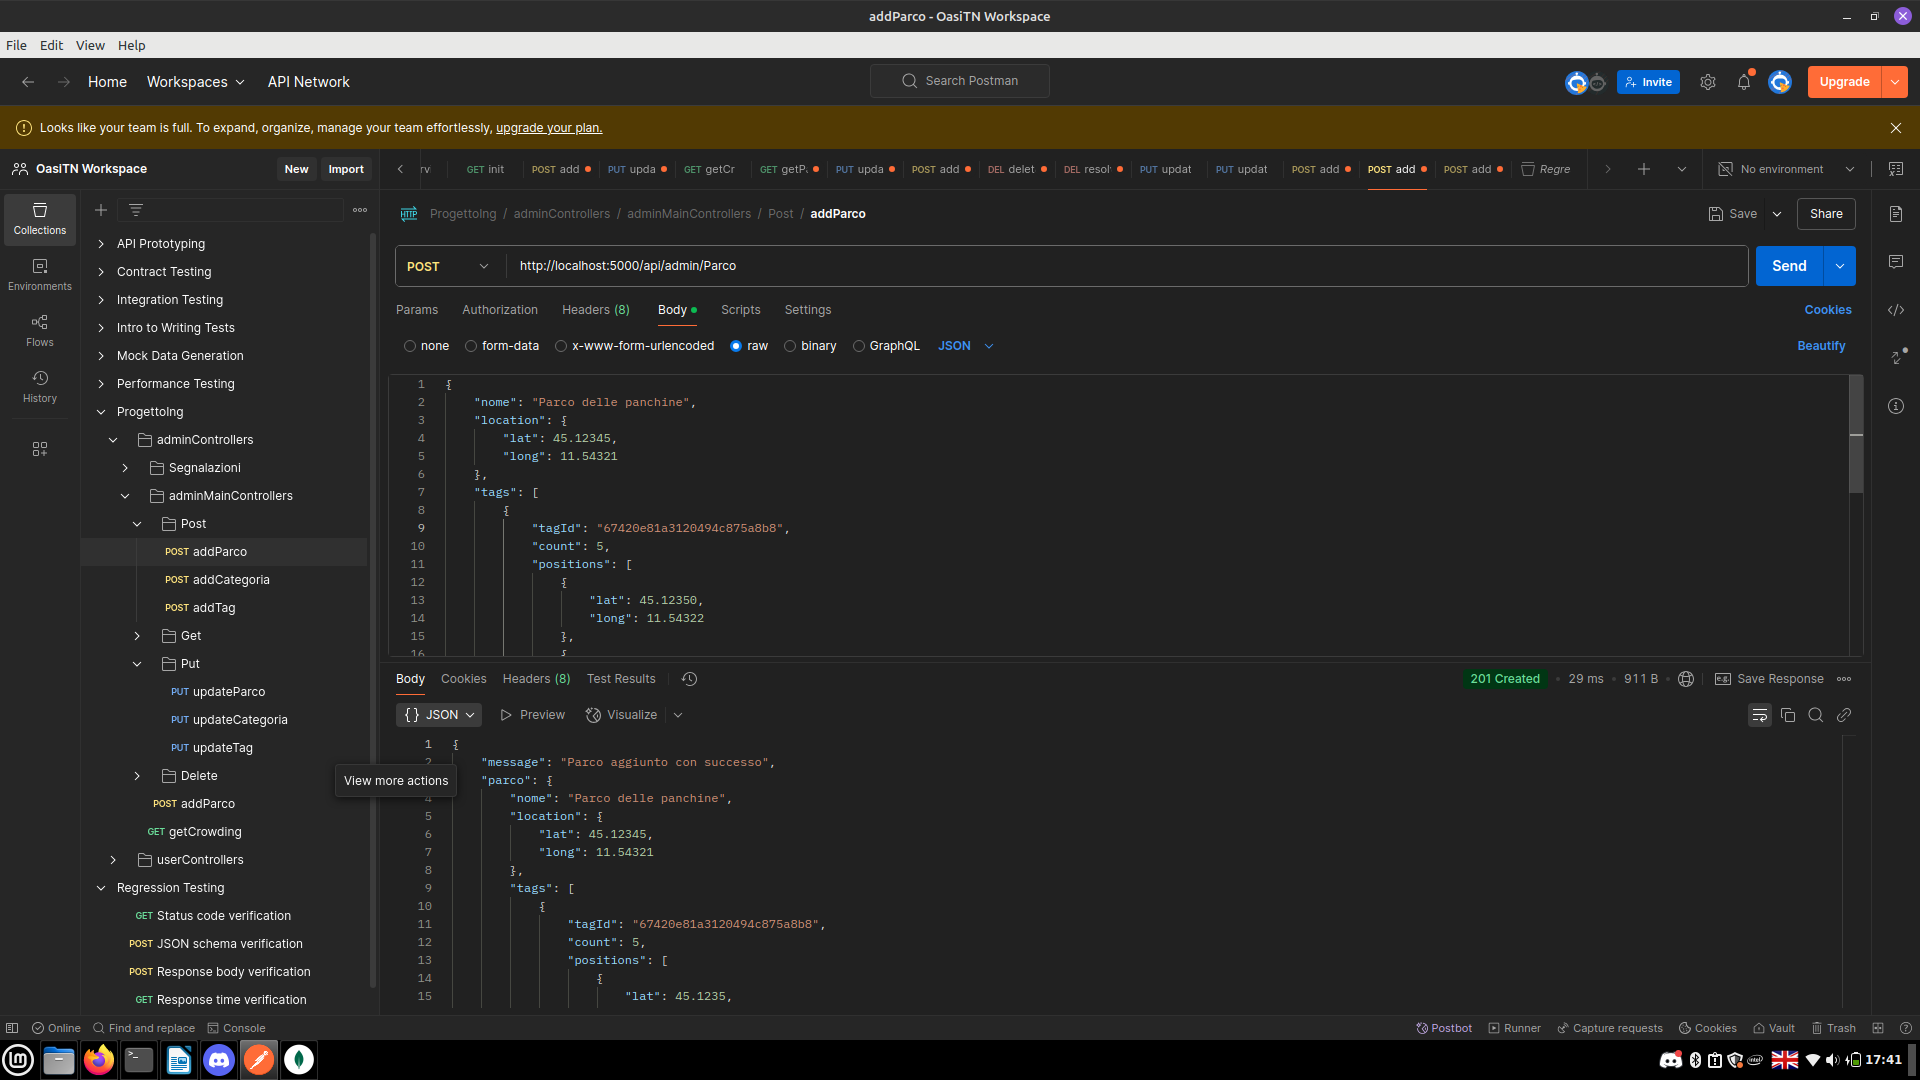 addParco - OasiTN Workspace
File Edit View Help
Home Workspaces API Network
Search Postman
Invite
Upgrade
Looks like your team is full. To expand, organize, manage your team effortlessly, upgrade your plan.
OasiTN Workspace
New Import
GET init POST add PUT upda GET getCr GET getP PUT upda POST add DEL delet DEL resol PUT updat PUT updat POST add POST add POST add Regre
No environment
Collections
Environments
Flows
History
API Prototyping
Contract Testing
Integration Testing
Intro to Writing Tests
Mock Data Generation
Performance Testing
ProgettoIng
adminControllers
Segnalazioni
adminMainControllers
Post
POST addParco
POST addCategoria
POST addTag
Get
Put
PUT updateParco
PUT updateCategoria
PUT updateTag
Delete
POST addParco
GET getCrowding
userControllers
Regression Testing
GET Status code verification
POST JSON schema verification
POST Response body verification
GET Response time verification
View more actions
HTTP ProgettoIng / adminControllers / adminMainControllers / Post / addParco
Save Share
POST http://localhost:5000/api/admin/Parco
Send
Params Authorization Headers (8) Body Scripts Settings
Cookies
none form-data x-www-form-urlencoded raw binary GraphQL JSON
Beautify
1 {
2 "nome": "Parco delle panchine",
3 "location": {
4 "lat": 45.12345,
5 "long": 11.54321
6 },
7 "tags": [
8 {
9 "tagId": "67420e81a3120494c875a8b8",
10 "count": 5,
11 "positions": [
12 {
13 "lat": 45.12350,
14 "long": 11.54322
15 },
16 {
Body Cookies Headers (8) Test Results
201 Created • 29 ms • 911 B
Save Response
{} JSON Preview Visualize
1 {
2 "message": "Parco aggiunto con successo",
"parco": {
4 "nome": "Parco delle panchine",
5 "location": {
6 "lat": 45.12345,
7 "long": 11.54321
8 },
9 "tags": [
10 {
11 "tagId": "67420e81a3120494c875a8b8",
12 "count": 5,
13 "positions": [
14 {
15 "lat": 45.1235,
Online Find and replace Console
Postbot Runner Capture requests Cookies Vault Trash
17:41